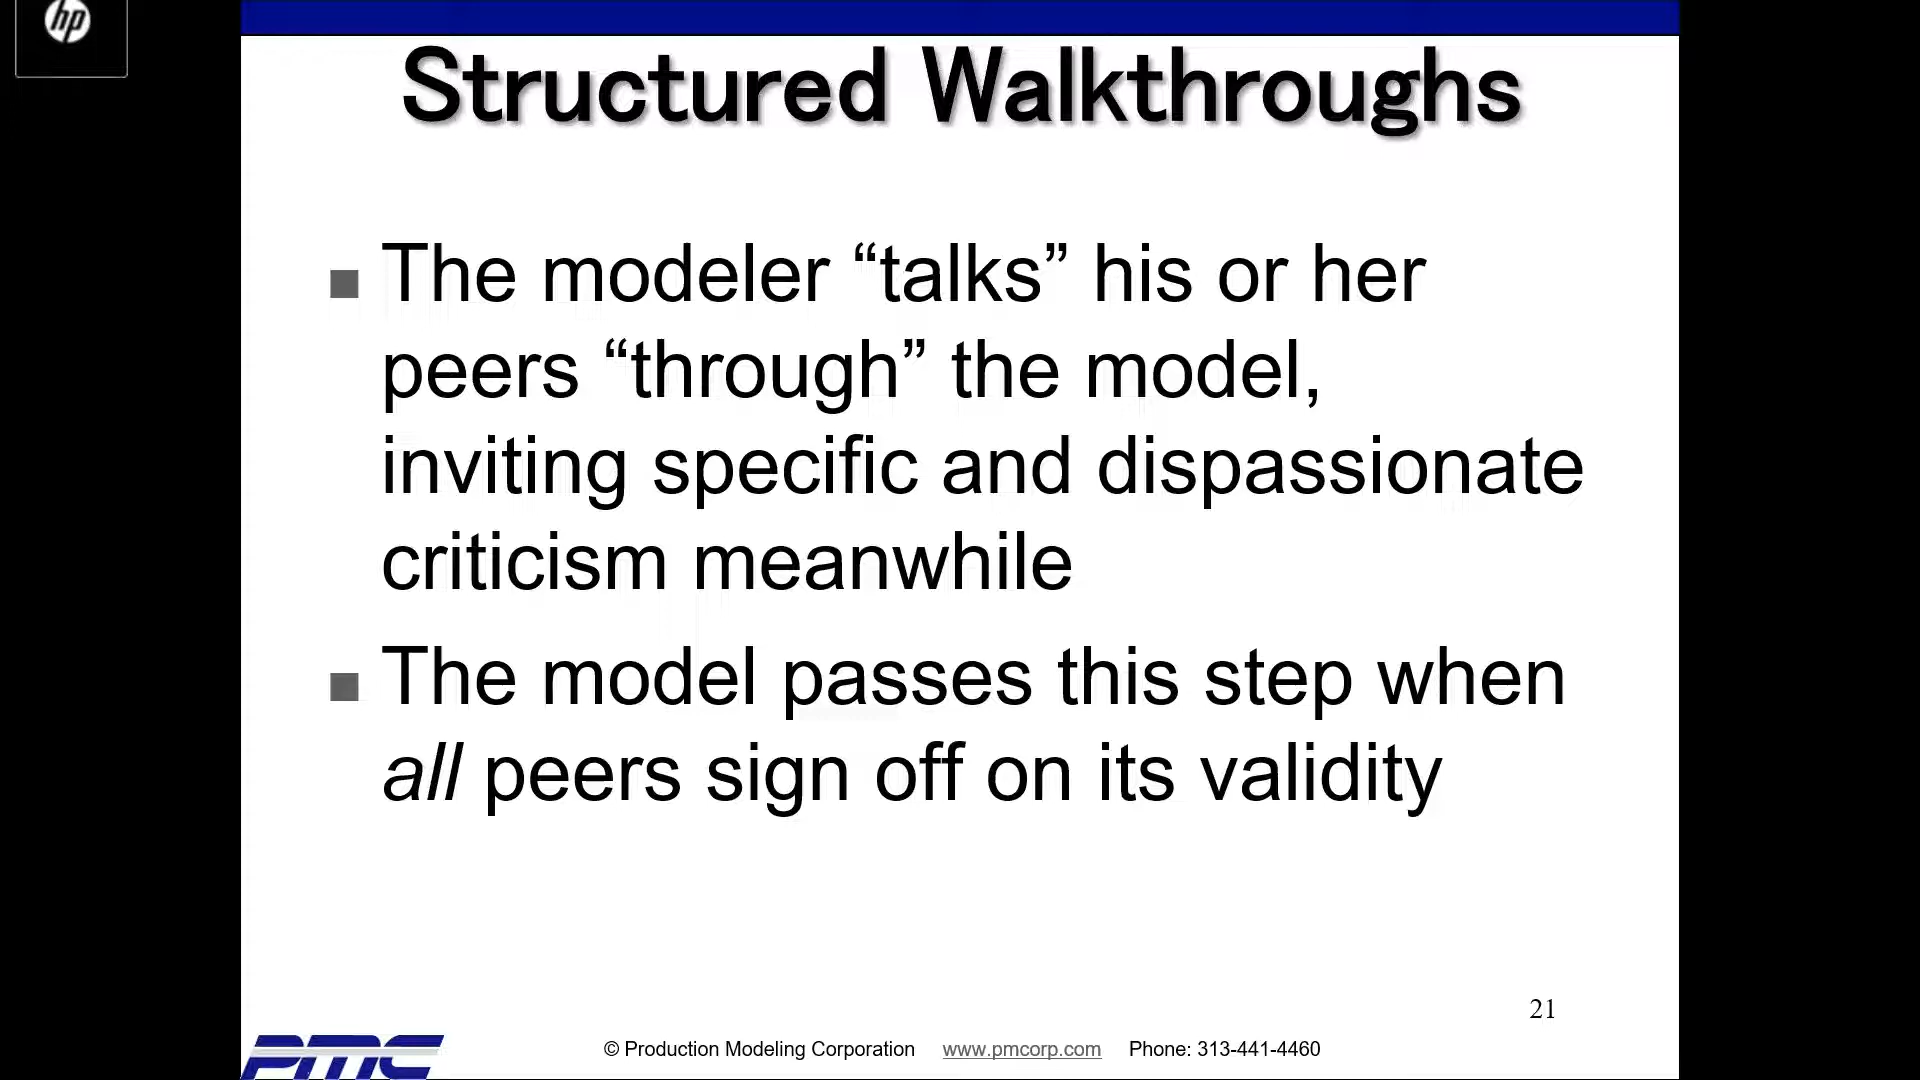 hp
Structured Walkthroughs
■ The modeler “talks” his or her
peers “through” the model,
inviting specific and dispassionate
criticism meanwhile
■ The model passes this step when
all peers sign off on its validity
21
PMC
© Production Modeling Corporation www.pmcorp.com Phone: 313-441-4460